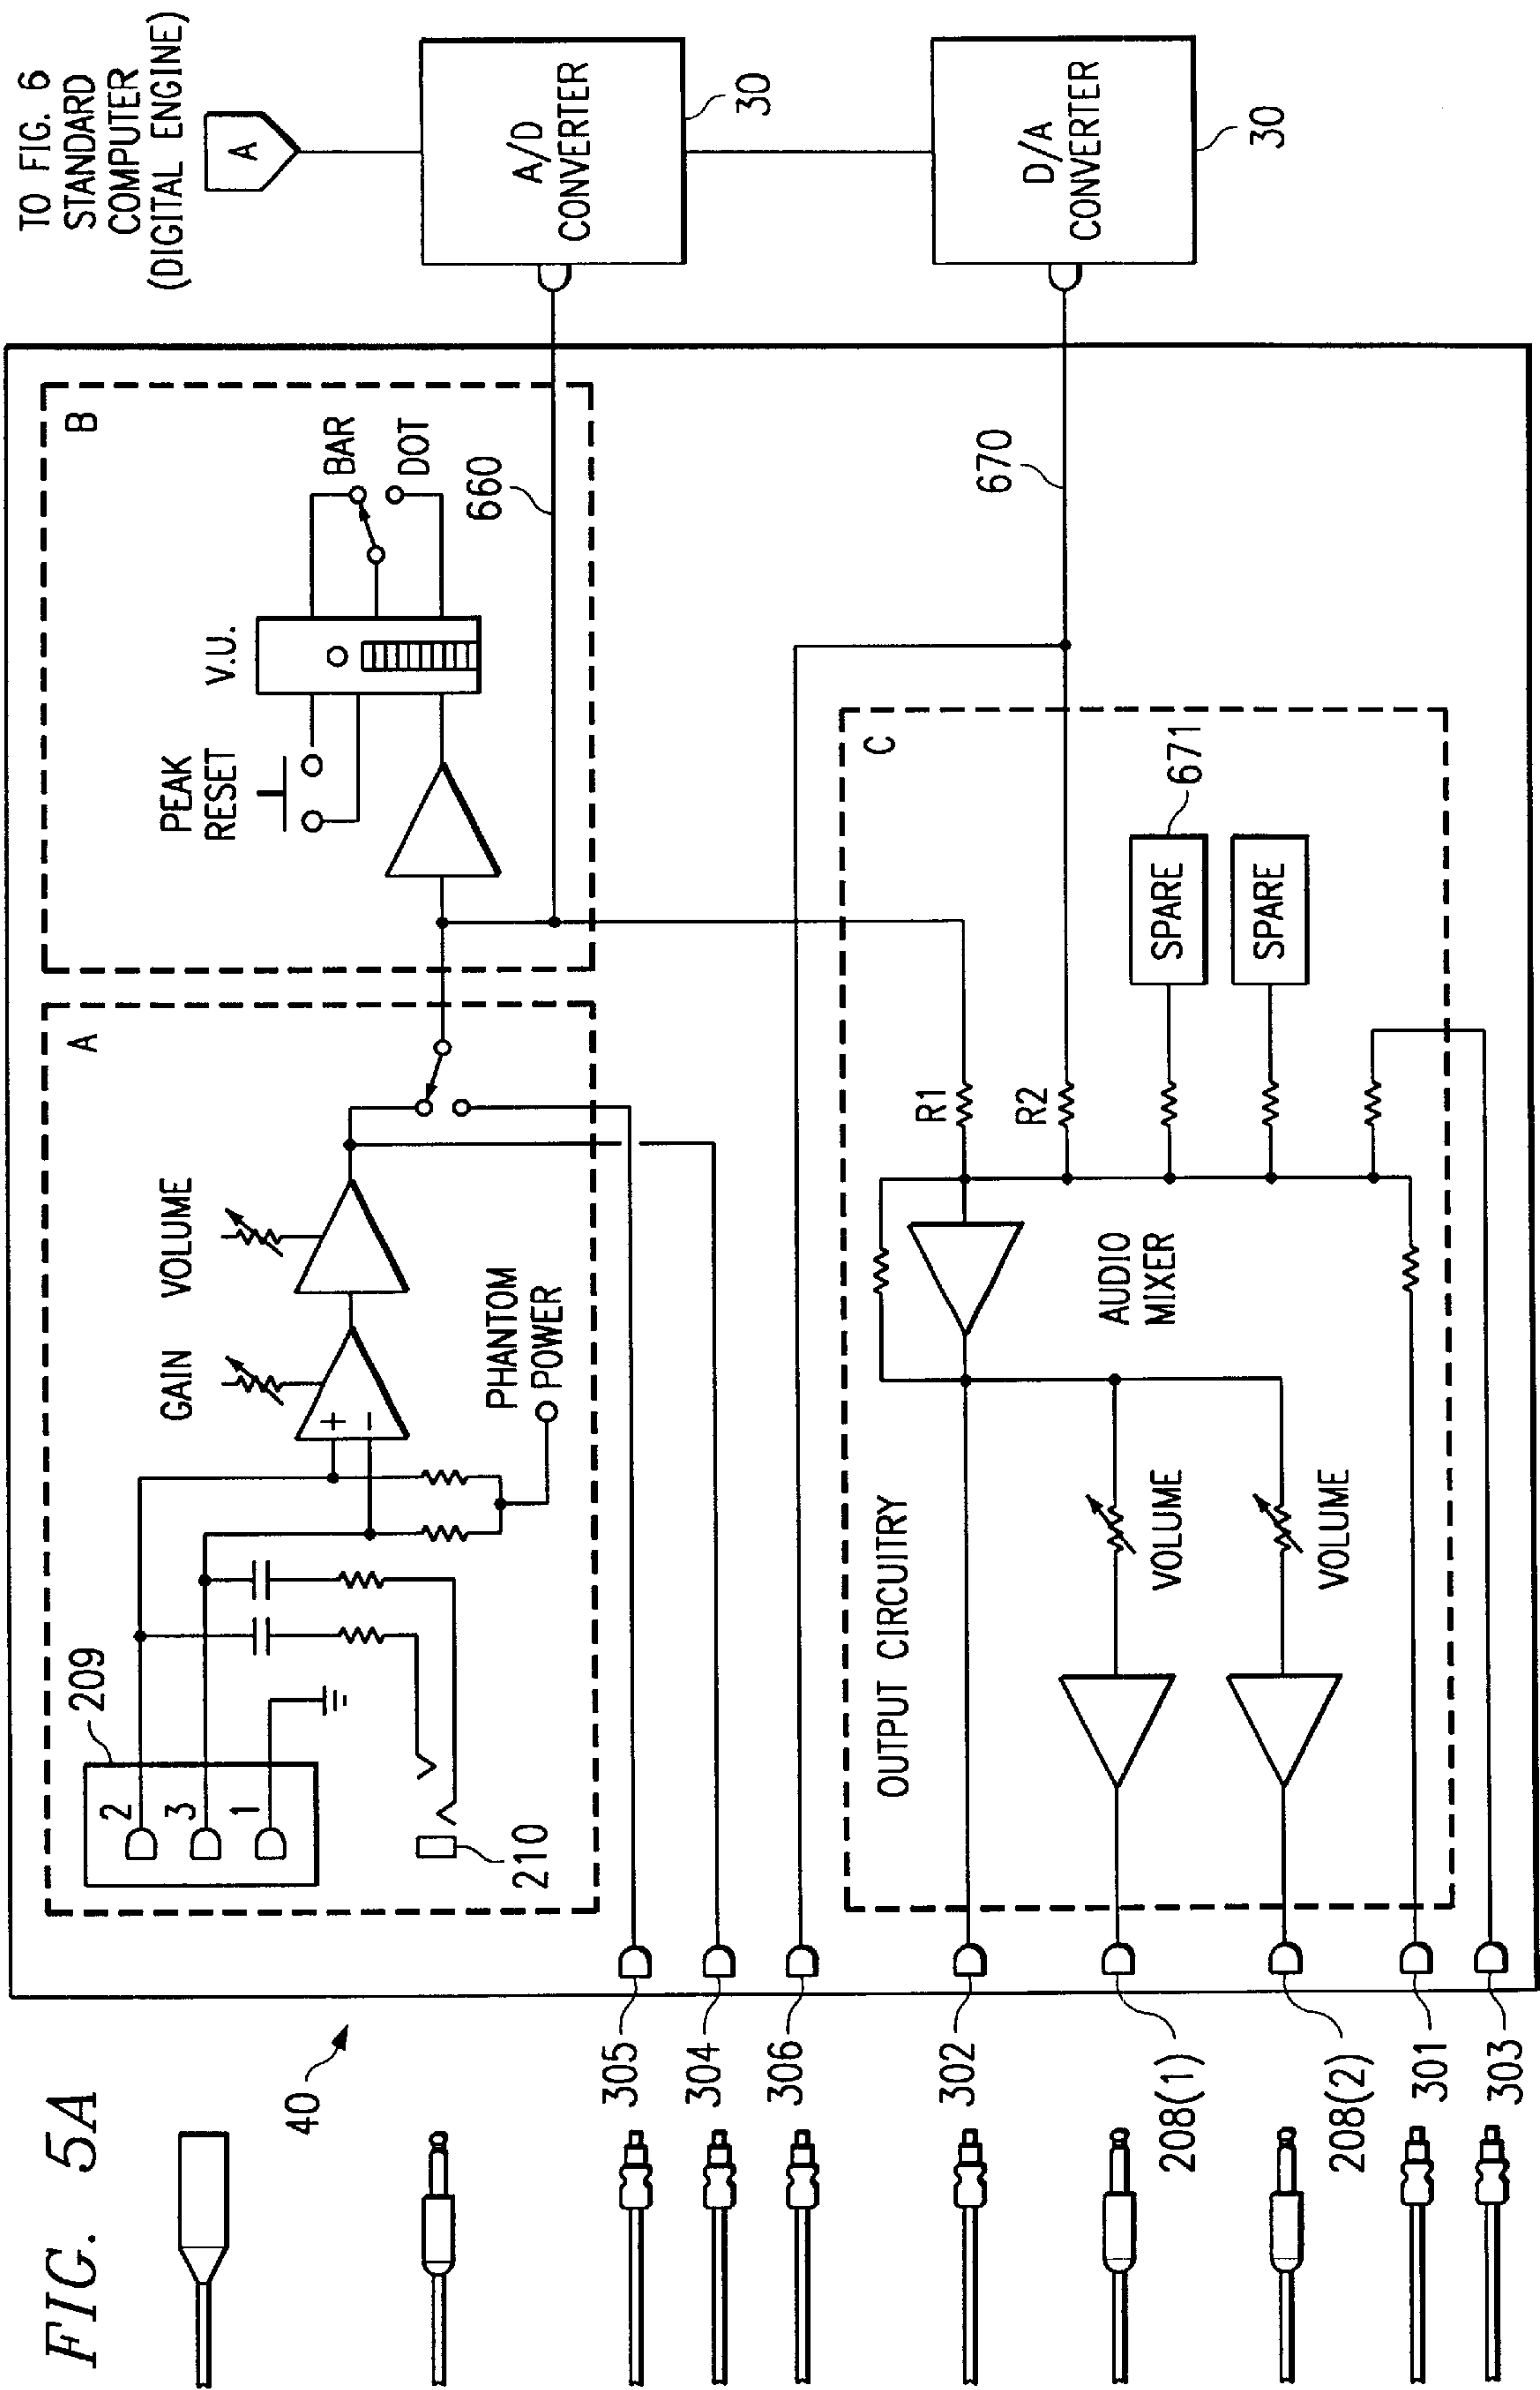 FIG. 5A
40
TO FIG. 6
STANDARD
COMPUTER
(DIGITAL ENGINE)
A
A/D
CONVERTER
30
D/A
CONVERTER
30
A
209
2
3
1
210
GAIN
VOLUME
PHANTOM
POWER
+
-
B
PEAK
RESET
V.U.
BAR
DOT
660
670
C
OUTPUT CIRCUITRY
AUDIO
MIXER
R1
R2
SPARE
671
SPARE
VOLUME
VOLUME
305
304
306
302
208(1)
208(2)
301
303